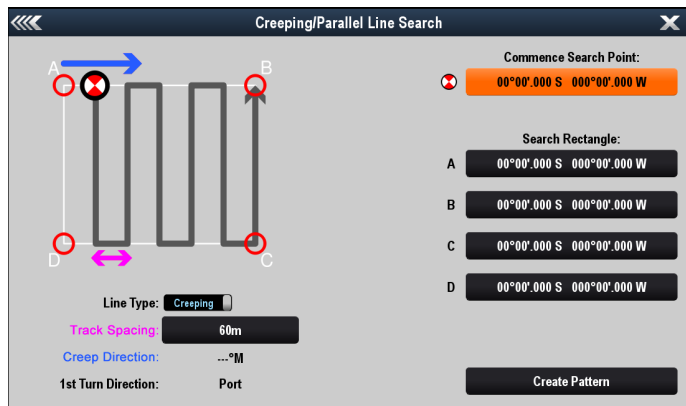 Creeping/Parallel Line Search
A
B
D
C
Line Type: Creeping
Track Spacing: 60m
Creep Direction: ---°M
1st Turn Direction: Port
Commence Search Point:
00°00'.000 S 000°00'.000 W
Search Rectangle:
A 00°00'.000 S 000°00'.000 W
B 00°00'.000 S 000°00'.000 W
C 00°00'.000 S 000°00'.000 W
D 00°00'.000 S 000°00'.000 W
Create Pattern